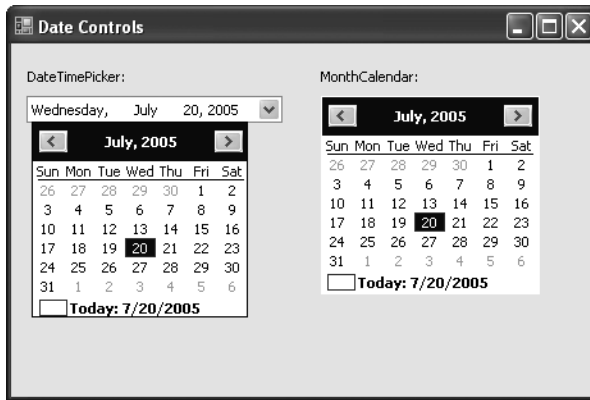 Date Controls
DateTimePicker:
Wednesday, July 20, 2005
July, 2005
Sun Mon Tue Wed Thu Fri Sat
26 27 28 29 30 1 2
3 4 5 6 7 8 9
10 11 12 13 14 15 16
17 18 19 20 21 22 23
24 25 26 27 28 29 30
31 1 2 3 4 5 6
Today: 7/20/2005
MonthCalendar:
July, 2005
Sun Mon Tue Wed Thu Fri Sat
26 27 28 29 30 1 2
3 4 5 6 7 8 9
10 11 12 13 14 15 16
17 18 19 20 21 22 23
24 25 26 27 28 29 30
31 1 2 3 4 5 6
Today: 7/20/2005